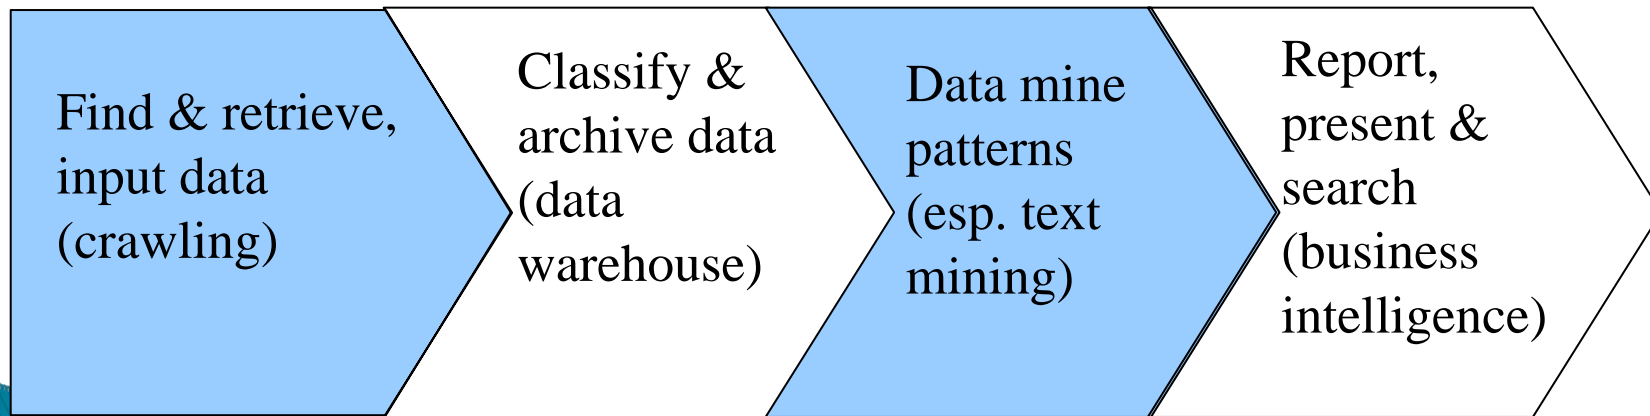 Find & retrieve,
input data
(crawling)
Classify &
archive data
(data
warehouse)
Data mine
patterns
(esp. text
mining)
Report,
present &
search
(business
intelligence)